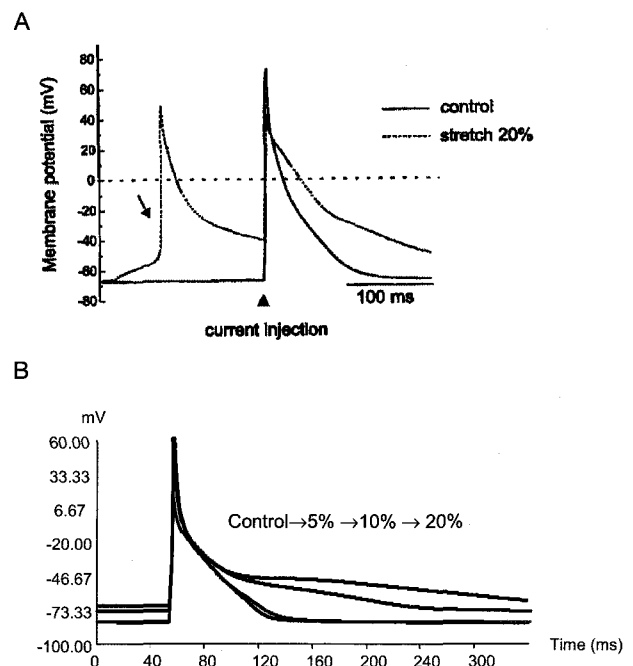 A
Membrane potential (mV)
80
60
40
20
0
-20
-40
-60
-80
control
stretch 20%
100 ms
current injection
B
mV
60.00
33.33
6.67
-20.00
-46.67
-73.33
-100.00
Control→5% →10% → 20%
0 40 80 120 160 200 240 300
Time (ms)